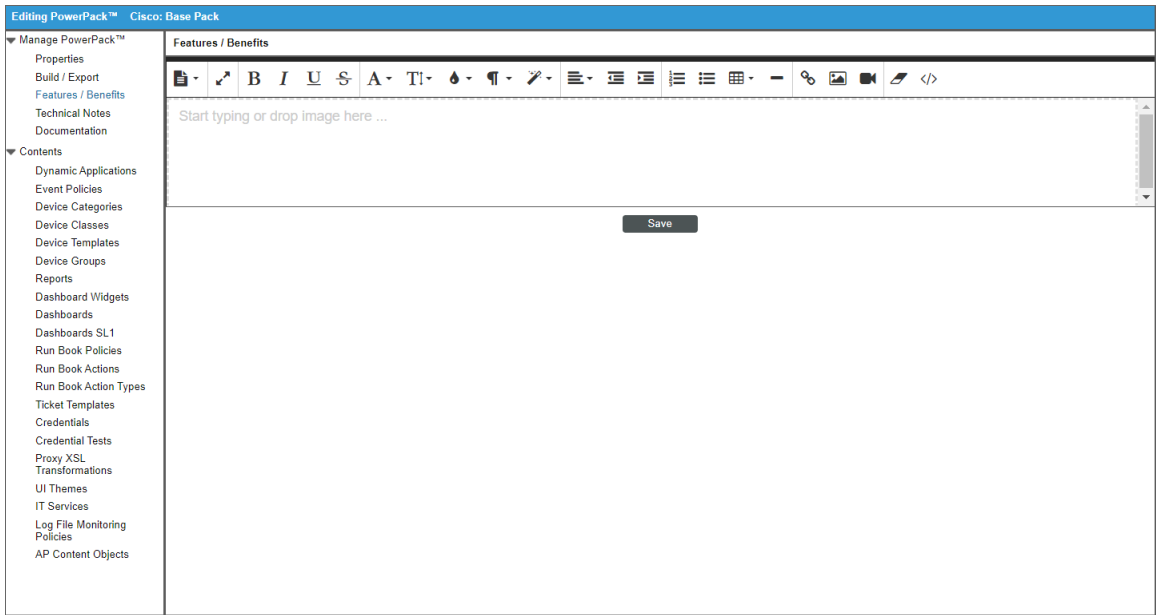 Editing PowerPack™ Cisco: Base Pack
Manage PowerPack™
Properties
Build / Export
Features / Benefits
Technical Notes
Documentation
Contents
Dynamic Applications
Event Policies
Device Categories
Device Classes
Device Templates
Device Groups
Reports
Dashboard Widgets
Dashboards
Dashboards SL1
Run Book Policies
Run Book Actions
Run Book Action Types
Ticket Templates
Credentials
Credential Tests
Proxy XSL
Transformations
UI Themes
IT Services
Log File Monitoring
Policies
AP Content Objects
Features / Benefits
B I U S A T
Start typing or drop image here ...
Save